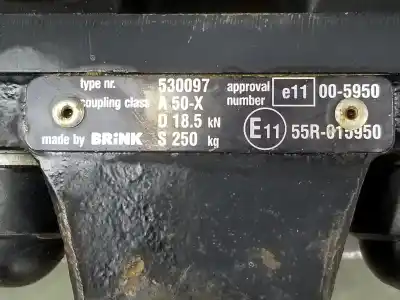 type nr. 530097 approval number e11 00-5950
coupling class A 50-X
D 18.5 kN E11 55R-015950
made by BRINK S 250 kg